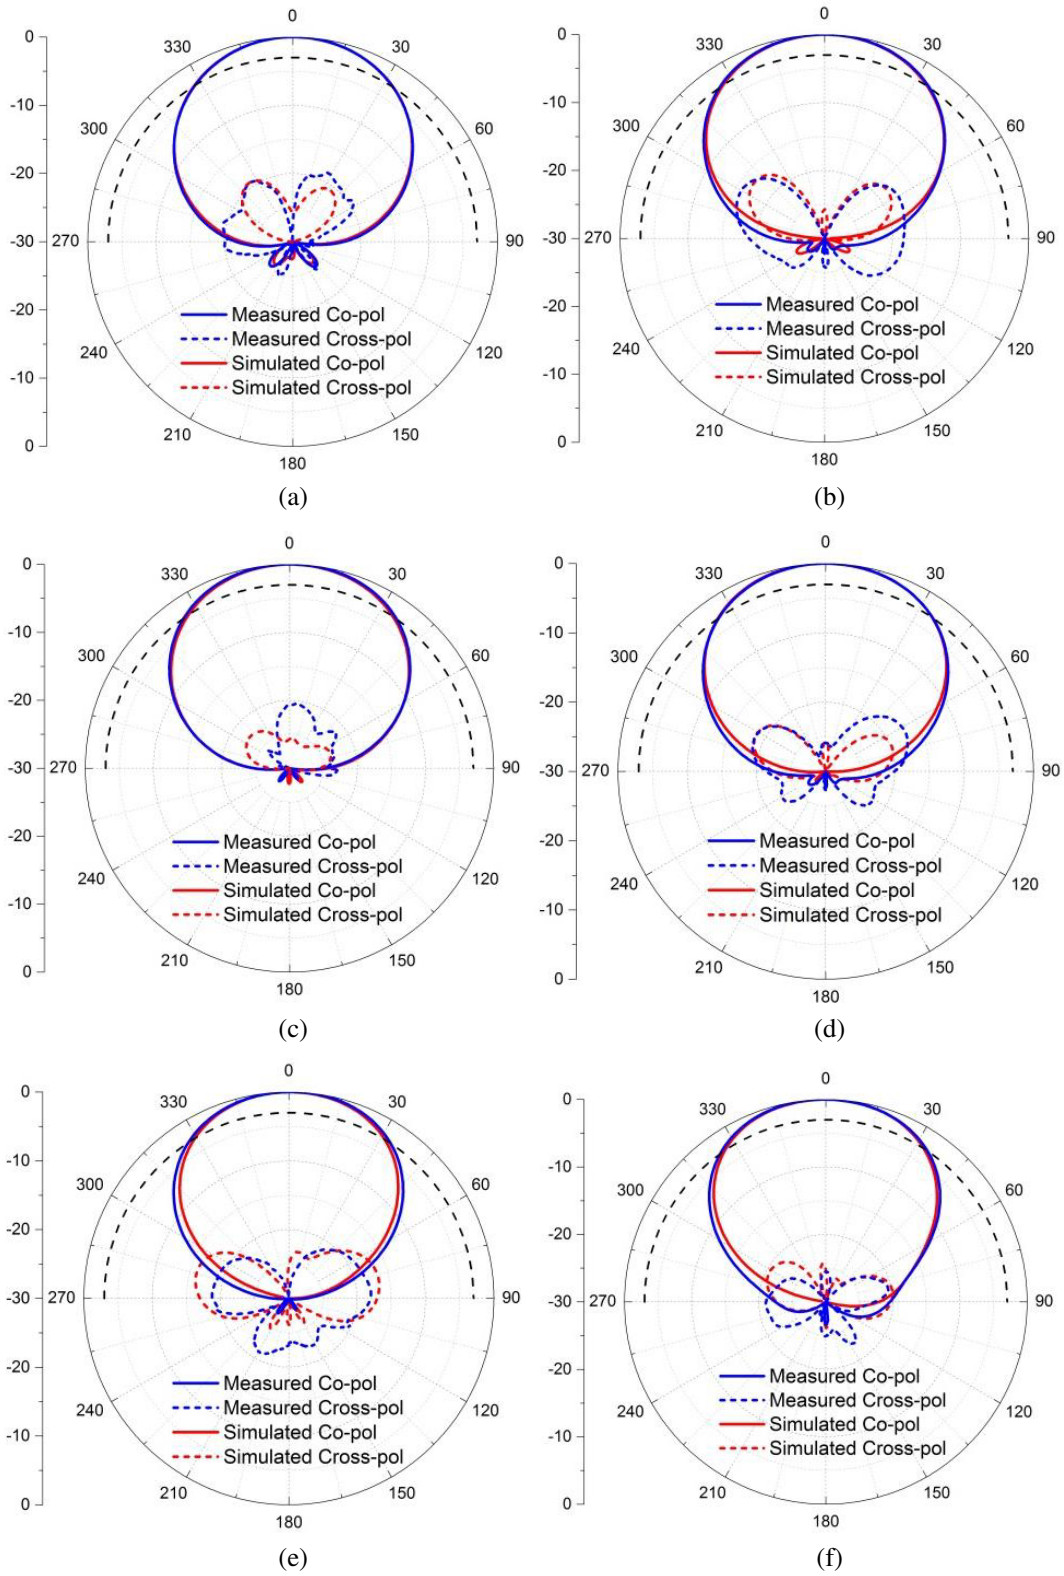 0 0
0 330 30 0 330 30
-10 300 60 -10 300 60
-20 -20
-30 270 90 -30 270 90
Measured Co-pol Measured Co-pol
-20 Measured Cross-pol -20 Measured Cross-pol
240 Simulated Co-pol 120 240 Simulated Co-pol 120
-10 Simulated Cross-pol -10 Simulated Cross-pol
210 150 210 150
0 180 0 180
(a) (b)
0 0
0 330 30 0 330 30
-10 300 60 -10 300 60
-20 -20
-30 270 90 -30 270 90
-20 Measured Co-pol -20 Measured Co-pol
Measured Cross-pol Measured Cross-pol
240 Simulated Co-pol 120 240 Simulated Co-pol 120
-10 Simulated Cross-pol -10 Simulated Cross-pol
210 150 210 150
0 180 0 180
(c) (d)
0 0
0 330 30 0 330 30
-10 300 60 -10 300 60
-20 -20
-30 270 90 -30 270 90
-20 Measured Co-pol -20 Measured Co-pol
240 Measured Cross-pol 120 240 Measured Cross-pol 120
-10 Simulated Co-pol -10 Simulated Co-pol
Simulated Cross-pol Simulated Cross-pol
210 150 210 150
0 180 0 180
(e) (f)